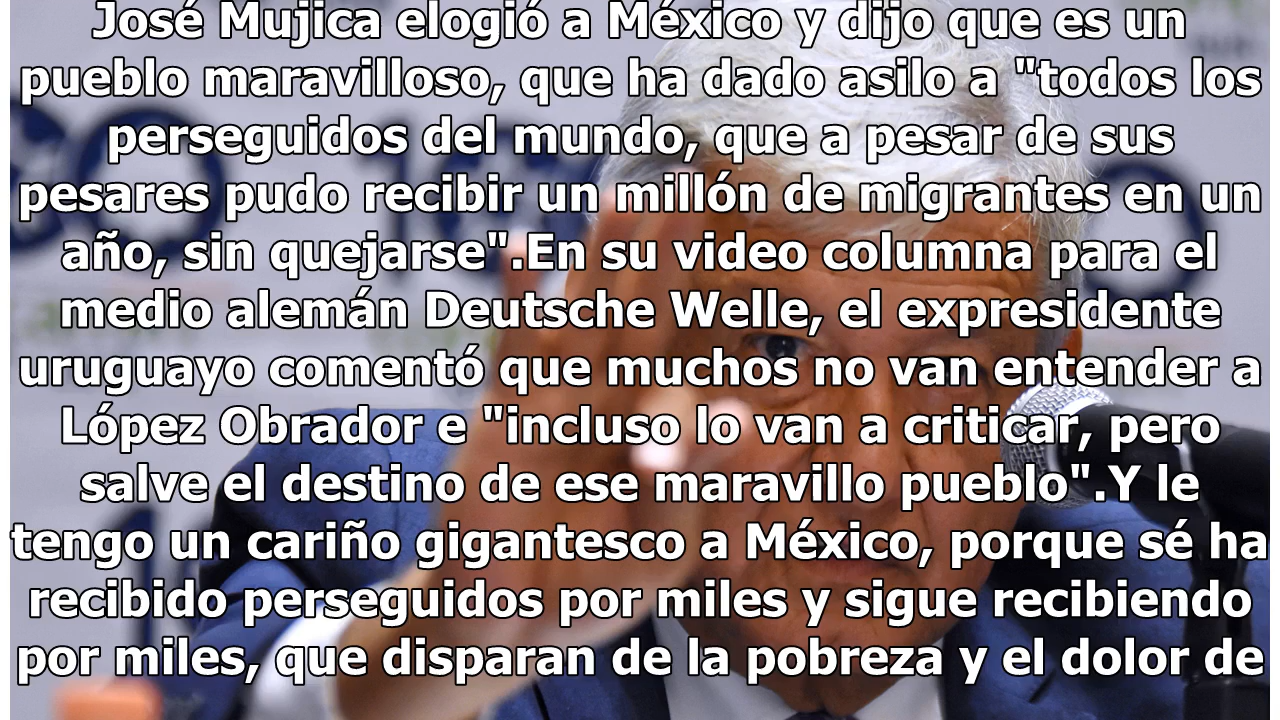 José Mujica elogió a México y dijo que es un
pueblo maravilloso, que ha dado asilo a "todos los
perseguidos del mundo, que a pesar de sus
pesares pudo recibir un millón de migrantes en un
año, sin quejarse".En su video columna para el
medio alemán Deutsche Welle, el expresidente
uruguayo comentó que muchos no van entender a
López Obrador e "incluso lo van a criticar, pero
salve el destino de ese maravillo pueblo".Y le
tengo un cariño gigantesco a México, porque sé ha
recibido perseguidos por miles y sigue recibiendo
por miles, que disparan de la pobreza y el dolor de